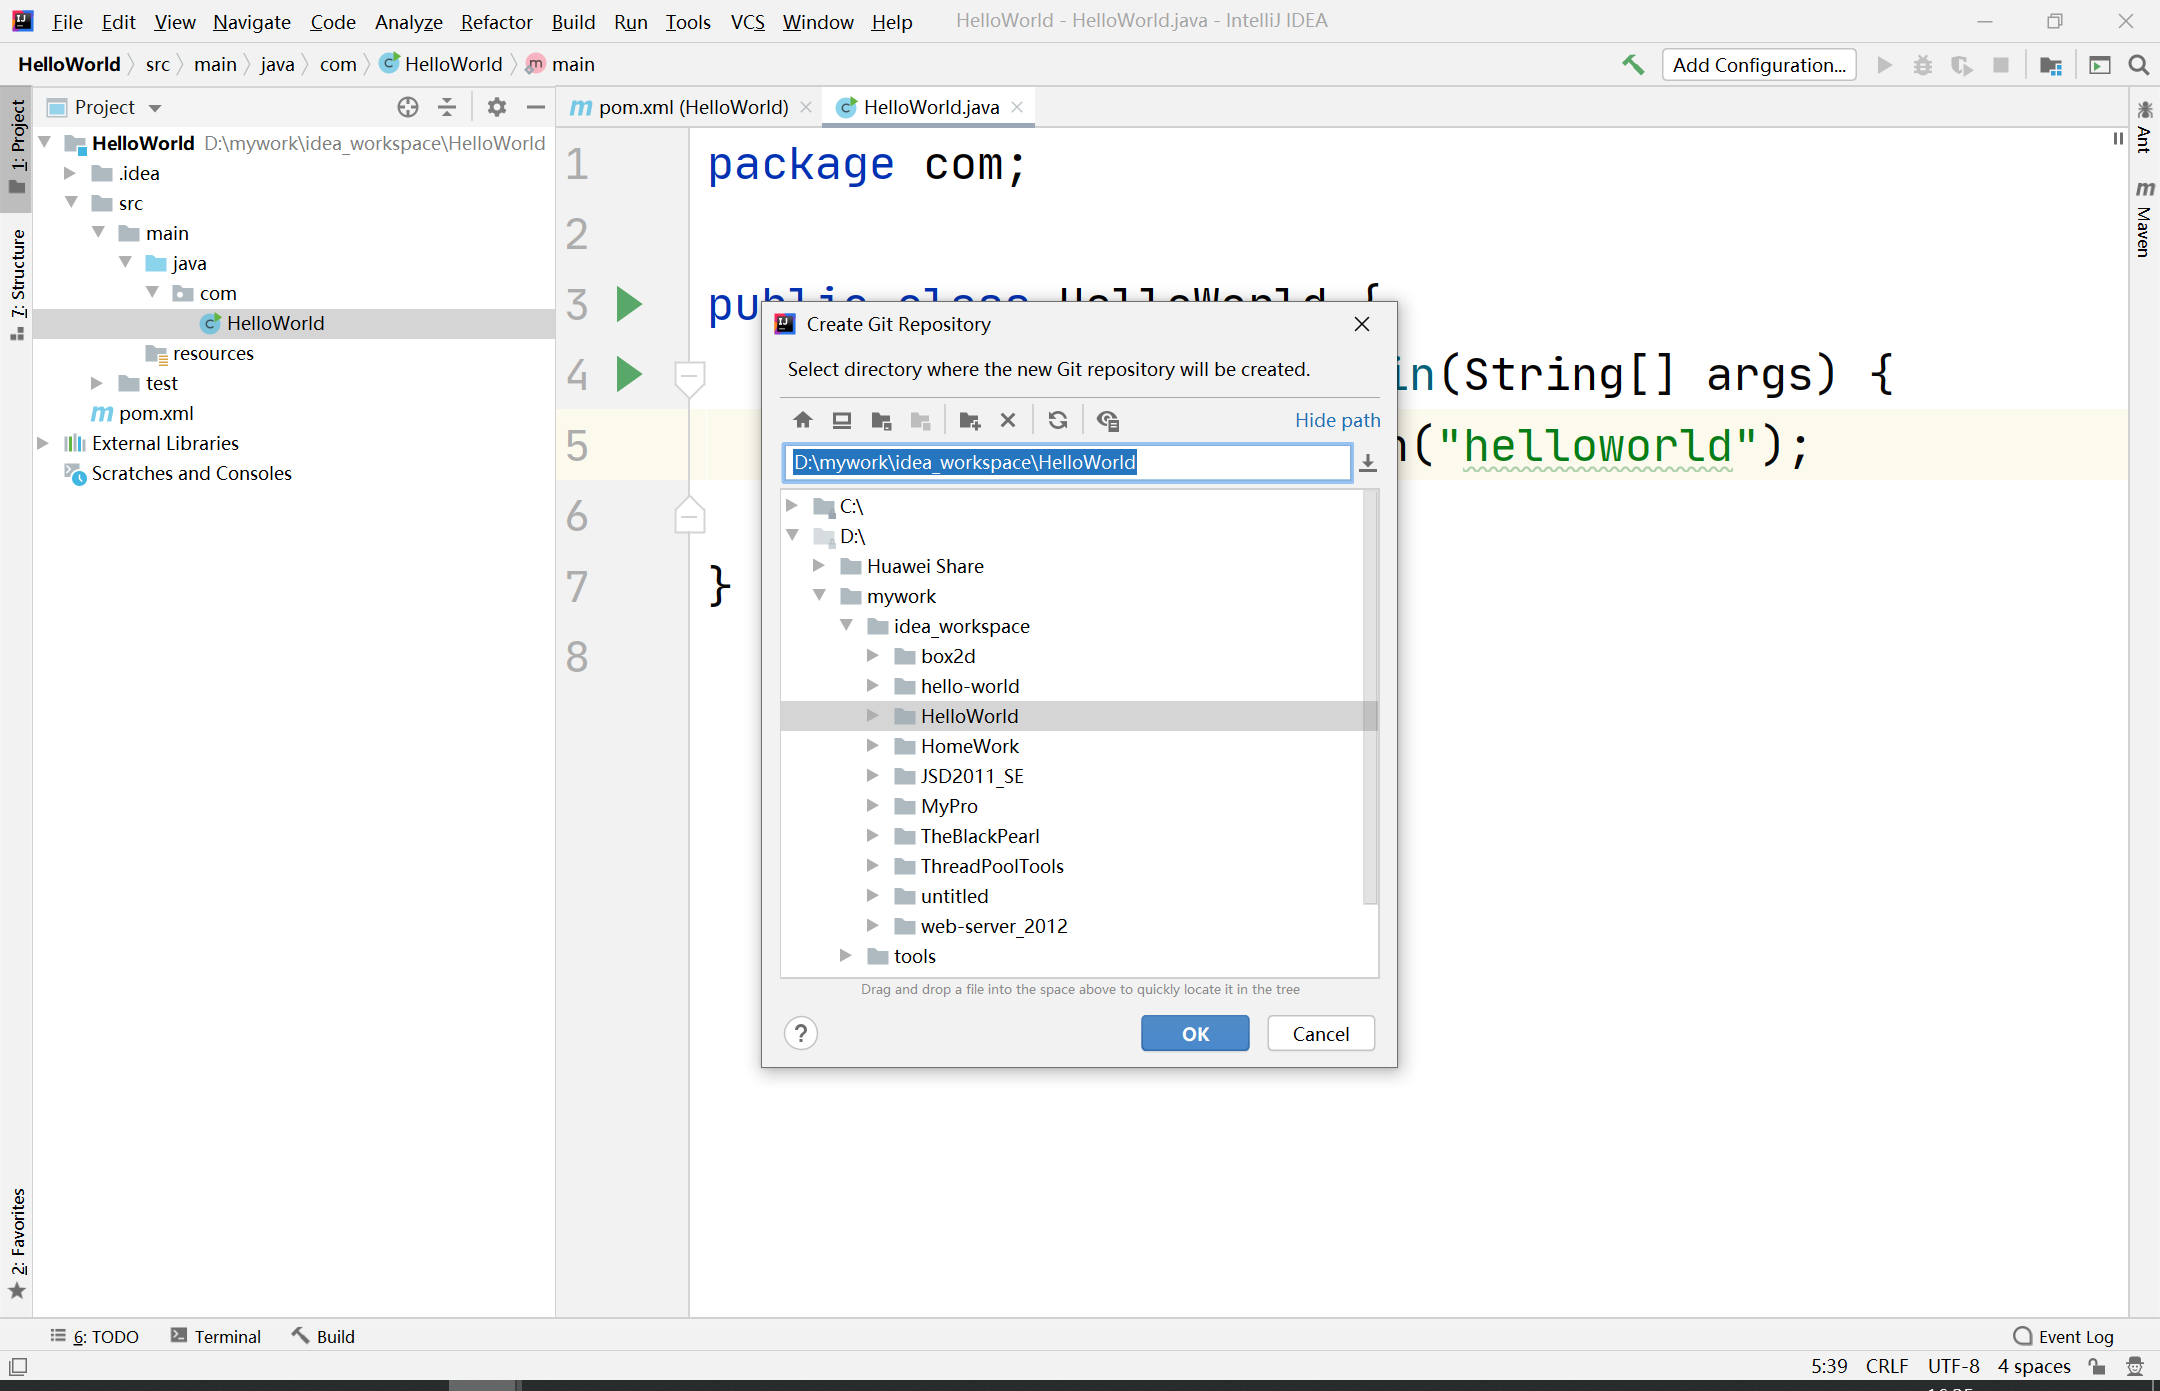 File Edit View Navigate Code Analyze Refactor Build Run Tools VCS Window Help HelloWorld - HelloWorld.java - IntelliJ IDEA
HelloWorld src main java com HelloWorld main Add Configuration...
Project
pom.xml (HelloWorld) HelloWorld.java
1: Project
7: Structure
2: Favorites
HelloWorld D:\mywork\idea_workspace\HelloWorld
.idea
src
main
java
com
HelloWorld
resources
test
pom.xml
External Libraries
Scratches and Consoles
1 package com;
2
3 public class HelloWorld {
4 in(String[] args) {
5 ("helloworld");
6
7 }
8
Create Git Repository
Select directory where the new Git repository will be created.
Hide path
D:\mywork\idea_workspace\HelloWorld
C:\
D:\
Huawei Share
mywork
idea_workspace
box2d
hello-world
HelloWorld
HomeWork
JSD2011_SE
MyPro
TheBlackPearl
ThreadPoolTools
untitled
web-server_2012
tools
Drag and drop a file into the space above to quickly locate it in the tree
? OK Cancel
Ant
Maven
6: TODO Terminal Build Event Log
5:39 CRLF UTF-8 4 spaces